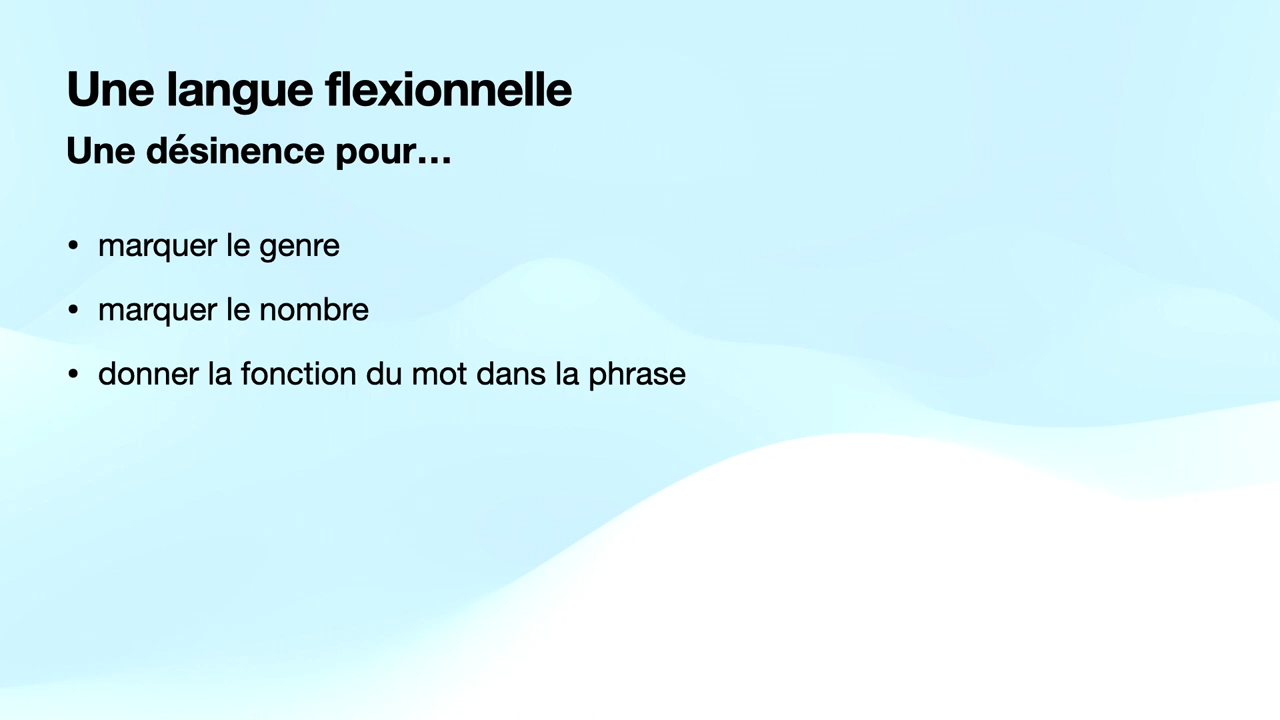 Une langue flexionnelle
Une désinence pour…
• marquer le genre
• marquer le nombre
• donner la fonction du mot dans la phrase